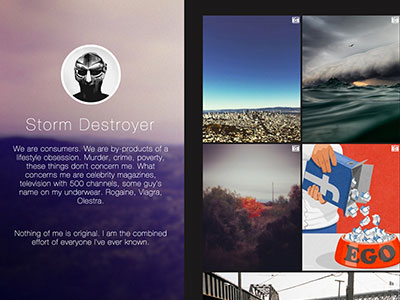 Storm Destroyer
We are consumers. We are by-products of a
lifestyle obsession. Murder, crime, poverty,
these things don't concern me. What
concerns me are celebrity magazines,
television with 500 channels, some guy's
name on my underwear. Rogaine, Viagra,
Olestra.
Nothing of me is original. I am the combined
effort of everyone I've ever known.
EGO